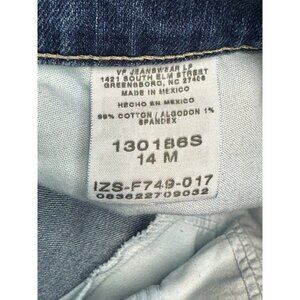 VF JEANSWEAR LP
1421 SOUTH ELM STREET
GREENSBORO, NC 27406
MADE IN MEXICO
HECHO EN MEXICO
99% COTTON / ALGODON 1%
SPANDEX
130186S
14 M
IZS-F749-017
083622709032